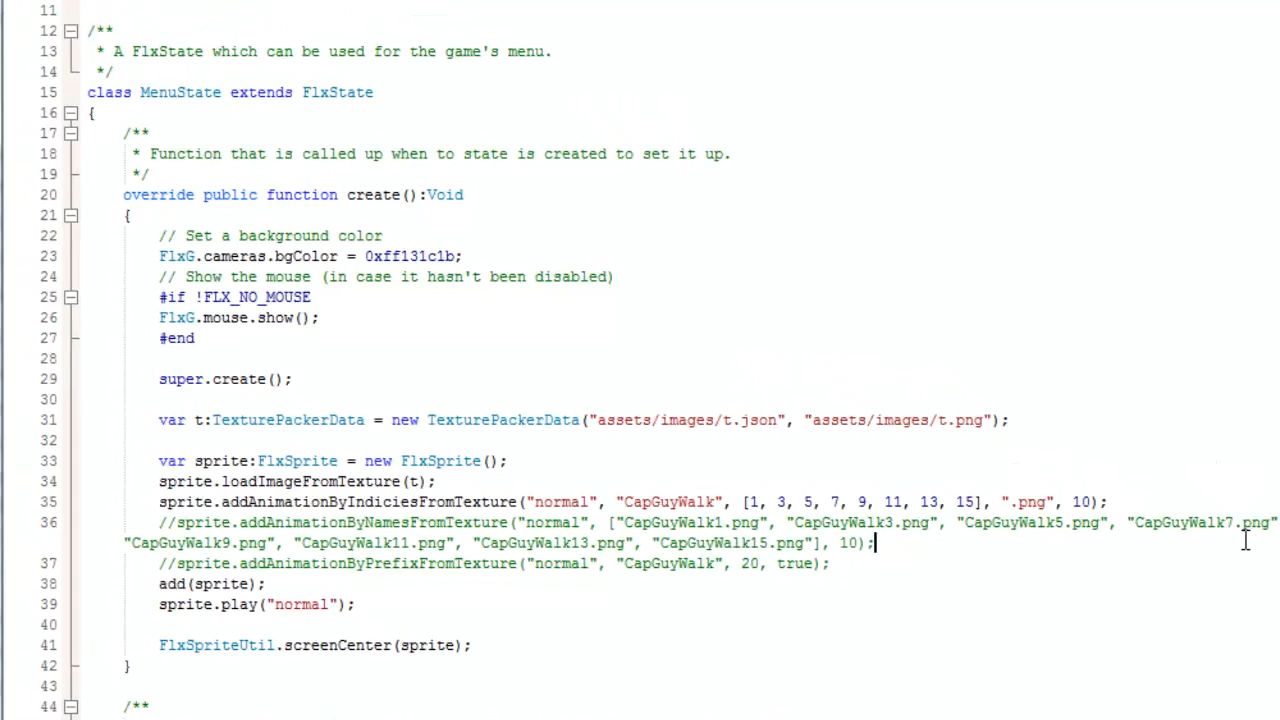 11
12 /**
13 * A FlxState which can be used for the game's menu.
14 */
15 class MenuState extends FlxState
16 {
17 /**
18 * Function that is called up when to state is created to set it up.
19 */
20 override public function create():Void
21 {
22 // Set a background color
23 FlxG.cameras.bgColor = 0xff131c1b;
24 // Show the mouse (in case it hasn't been disabled)
25 #if !FLX_NO_MOUSE
26 FlxG.mouse.show();
27 #end
28
29 super.create();
30
31 var t:TexturePackerData = new TexturePackerData("assets/images/t.json", "assets/images/t.png");
32
33 var sprite:FlxSprite = new FlxSprite();
34 sprite.loadImageFromTexture(t);
35 sprite.addAnimationByIndiciesFromTexture("normal", "CapGuyWalk", [1, 3, 5, 7, 9, 11, 13, 15], ".png", 10);
36 //sprite.addAnimationByNamesFromTexture("normal", ["CapGuyWalk1.png", "CapGuyWalk3.png", "CapGuyWalk5.png", "CapGuyWalk7.png"
"CapGuyWalk9.png", "CapGuyWalk11.png", "CapGuyWalk13.png", "CapGuyWalk15.png"], 10);
37 //sprite.addAnimationByPrefixFromTexture("normal", "CapGuyWalk", 20, true);
38 add(sprite);
39 sprite.play("normal");
40
41 FlxSpriteUtil.screenCenter(sprite);
42 }
43
44 /**